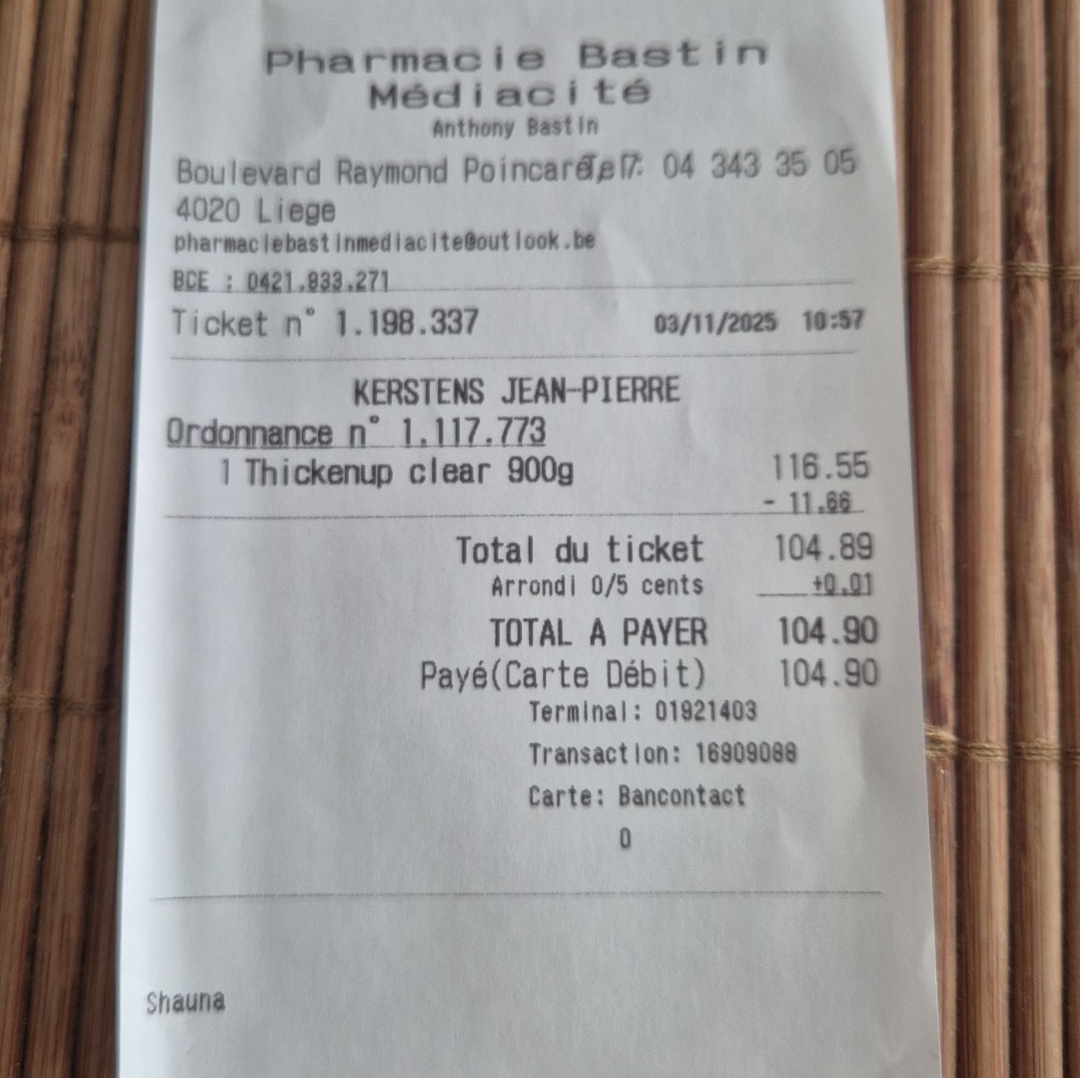 Pharmacie Bastin
Médiacité
Anthony Bastin
Boulevard Raymond Poincaré 7 Tel: 04 343 35 05
4020 Liege
pharmaciebastinmediacite@outlook.be
BCE : 0421.933.271
Ticket n° 1.198.337 03/11/2025 10:57
KERSTENS JEAN-PIERRE
Ordonnance n° 1.117.773
1 Thickenup clear 900g 116.55
- 11.66
Total du ticket 104.89
Arrondi 0/5 cents +0.01
TOTAL A PAYER 104.90
Payé(Carte Débit) 104.90
Terminal: 01921403
Transaction: 16909088
Carte: Bancontact
0
Shauna